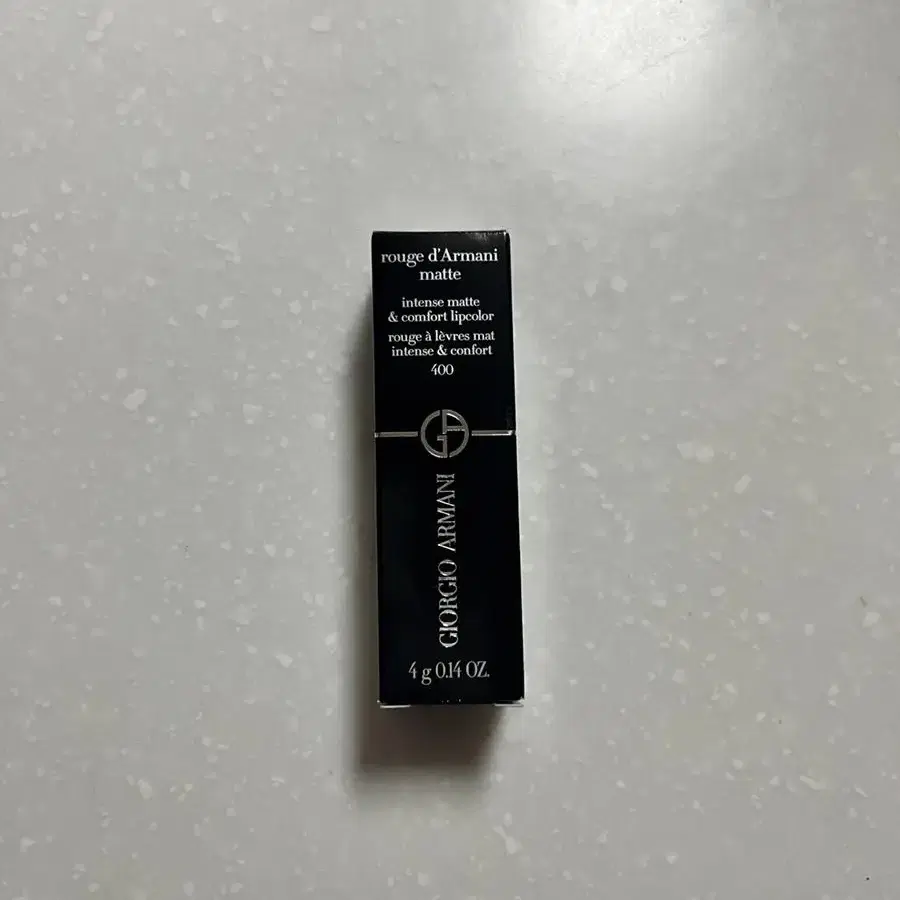 rouge d'Armani
matte
intense matte
& comfort lipcolor
rouge à lèvres mat
intense & confort
400
GA
GIORGIO ARMANI
4 g 0.14 OZ.